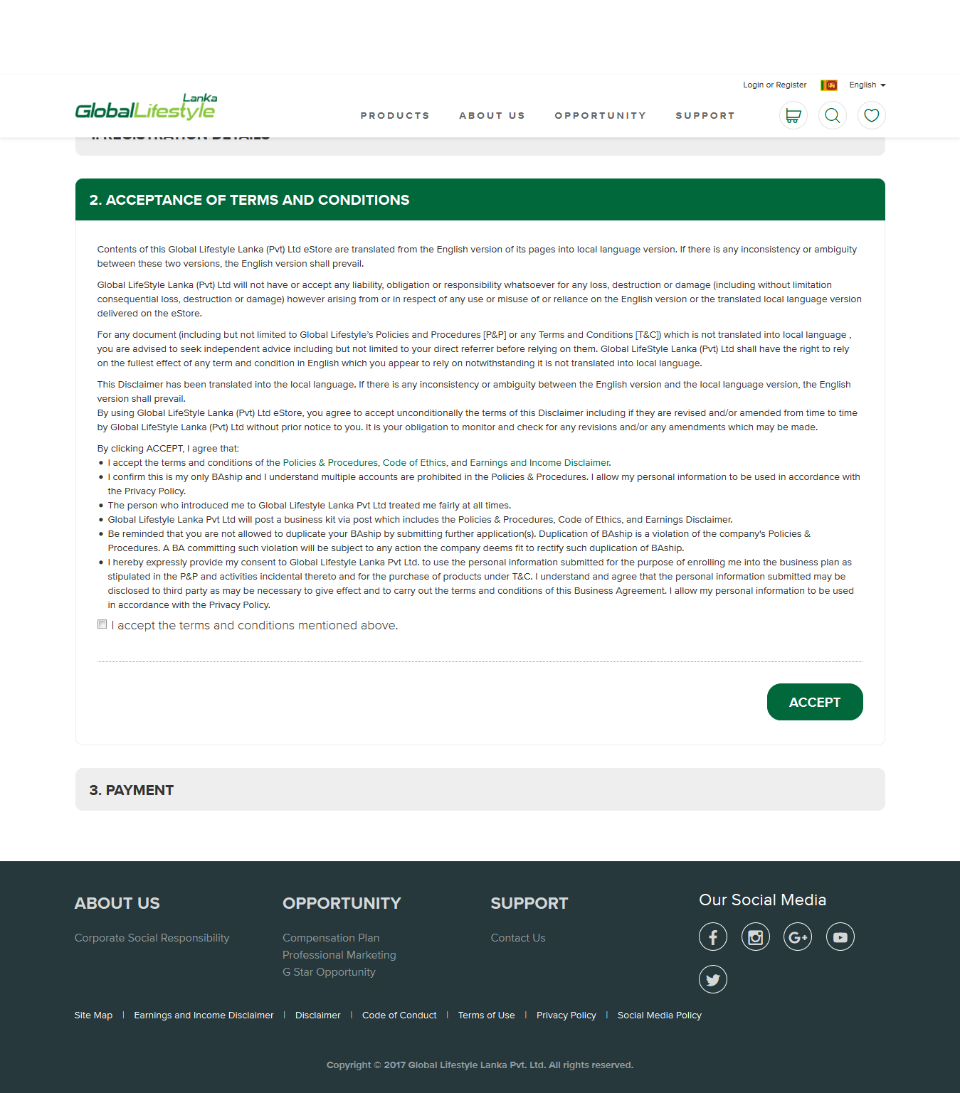 Login or Register
English
Lanka
GlobalLifestyle
PRODUCTS
ABOUT US
OPPORTUNITY
SUPPORT
1. REGISTRATION DETAILS
2. ACCEPTANCE OF TERMS AND CONDITIONS
Contents of this Global Lifestyle Lanka (Pvt) Ltd eStore are translated from the English version of its pages into local language version. If there is any inconsistency or ambiguity
between these two versions, the English version shall prevail.
Global LifeStyle Lanka (Pvt) Ltd will not have or accept any liability, obligation or responsibility whatsoever for any loss, destruction or damage (including without limitation
consequential loss, destruction or damage) however arising from or in respect of any use or misuse of or reliance on the English version or the translated local language version
delivered on the eStore.
For any document (including but not limited to Global Lifestyle's Policies and Procedures [P&P] or any Terms and Conditions [T&C]) which is not translated into local language ,
you are advised to seek independent advice including but not limited to your direct referrer before relying on them. Global LifeStyle Lanka (Pvt) Ltd shall have the right to rely
on the fullest effect of any term and condition in English which you appear to rely on notwithstanding it is not translated into local language.
This Disclaimer has been translated into the local language. If there is any inconsistency or ambiguity between the English version and the local language version, the English
version shall prevail.
By using Global LifeStyle Lanka (Pvt) Ltd eStore, you agree to accept unconditionally the terms of this Disclaimer including if they are revised and/or amended from time to time
by Global LifeStyle Lanka (Pvt) Ltd without prior notice to you. It is your obligation to monitor and check for any revisions and/or any amendments which may be made.
By clicking ACCEPT, I agree that:
• I accept the terms and conditions of the Policies & Procedures, Code of Ethics, and Earnings and Income Disclaimer.
• I confirm this is my only BAship and I understand multiple accounts are prohibited in the Policies & Procedures. I allow my personal information to be used in accordance with
the Privacy Policy.
• The person who introduced me to Global Lifestyle Lanka Pvt Ltd treated me fairly at all times.
• Global Lifestyle Lanka Pvt Ltd will post a business kit via post which includes the Policies & Procedures, Code of Ethics, and Earnings Disclaimer.
• Be reminded that you are not allowed to duplicate your BAship by submitting further application(s). Duplication of BAship is a violation of the company's Policies &
Procedures. A BA committing such violation will be subject to any action the company deems fit to rectify such duplication of BAship.
• I hereby expressly provide my consent to Global Lifestyle Lanka Pvt Ltd. to use the personal information submitted for the purpose of enrolling me into the business plan as
stipulated in the P&P and activities incidental thereto and for the purchase of products under T&C. I understand and agree that the personal information submitted may be
disclosed to third party as may be necessary to give effect and to carry out the terms and conditions of this Business Agreement. I allow my personal information to be used
in accordance with the Privacy Policy.
I accept the terms and conditions mentioned above.
ACCEPT
3. PAYMENT
ABOUT US
Corporate Social Responsibility
OPPORTUNITY
Compensation Plan
Professional Marketing
G Star Opportunity
SUPPORT
Contact Us
Our Social Media
Site Map | Earnings and Income Disclaimer | Disclaimer | Code of Conduct | Terms of Use | Privacy Policy | Social Media Policy
Copyright © 2017 Global Lifestyle Lanka Pvt. Ltd. All rights reserved.